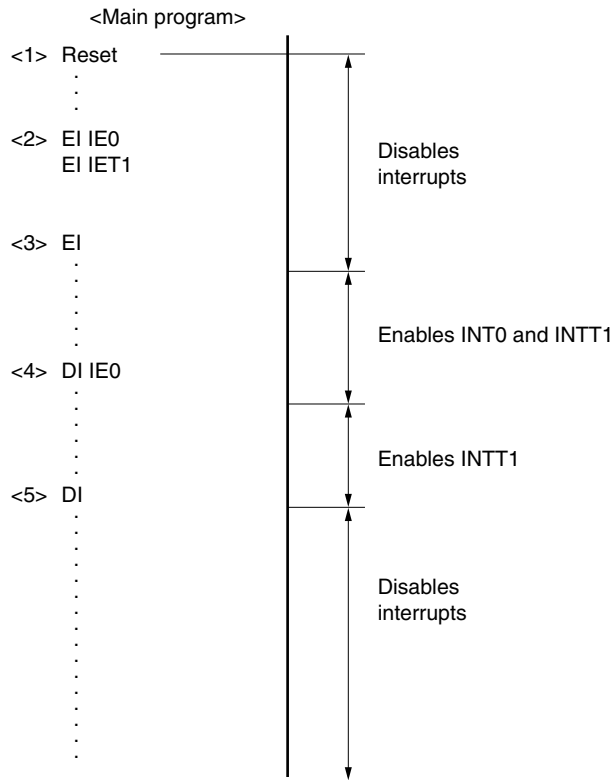 <Main program>
<1> Reset
<2> EI IE0
EI IET1
Disables
interrupts
<3> EI
Enables INT0 and INTT1
<4> DI IE0
Enables INTT1
<5> DI
Disables
interrupts